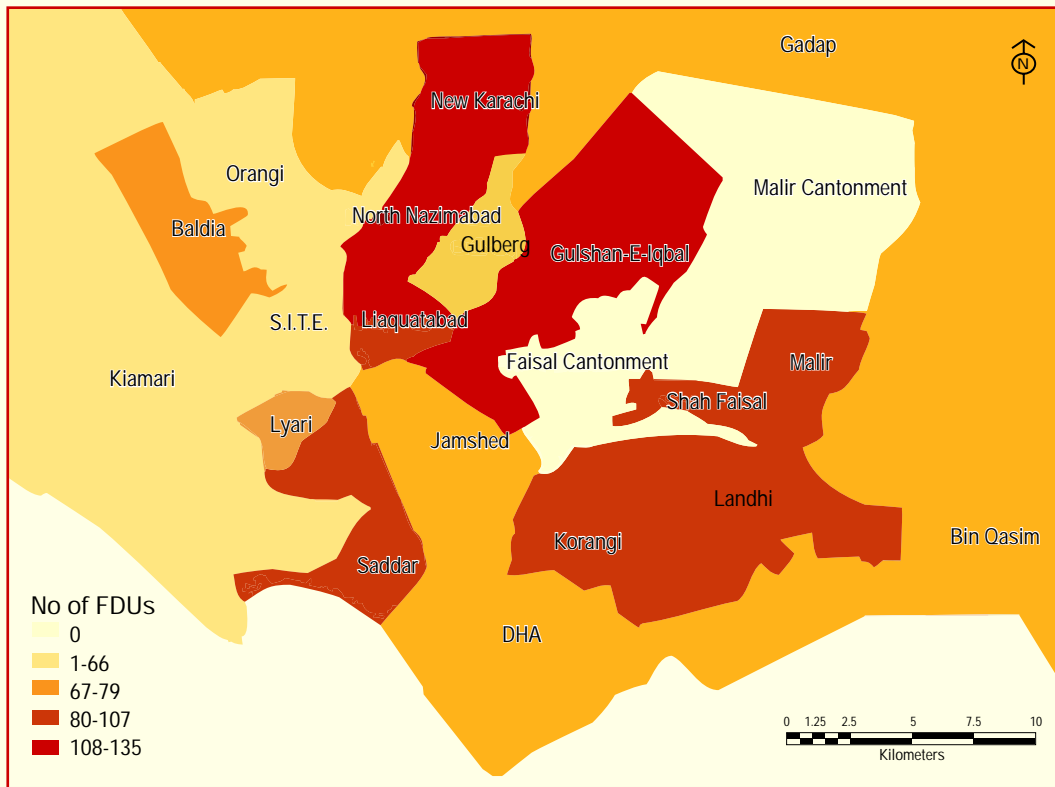 Gadap
N
New Karachi
Malir Cantonment
Orangi
North Nazimabad
Baldia
Gulberg
Gulshan-E-Iqbal
S.I.T.E.
Liaquatabad
Faisal Cantonment
Malir
Kiamari
Shah Faisal
Lyari
Jamshed
Landhi
Korangi
Bin Qasim
Saddar
DHA
No of FDUs
0
1-66
67-79
80-107
108-135
0 1.25 2.5 5 7.5 10
Kilometers